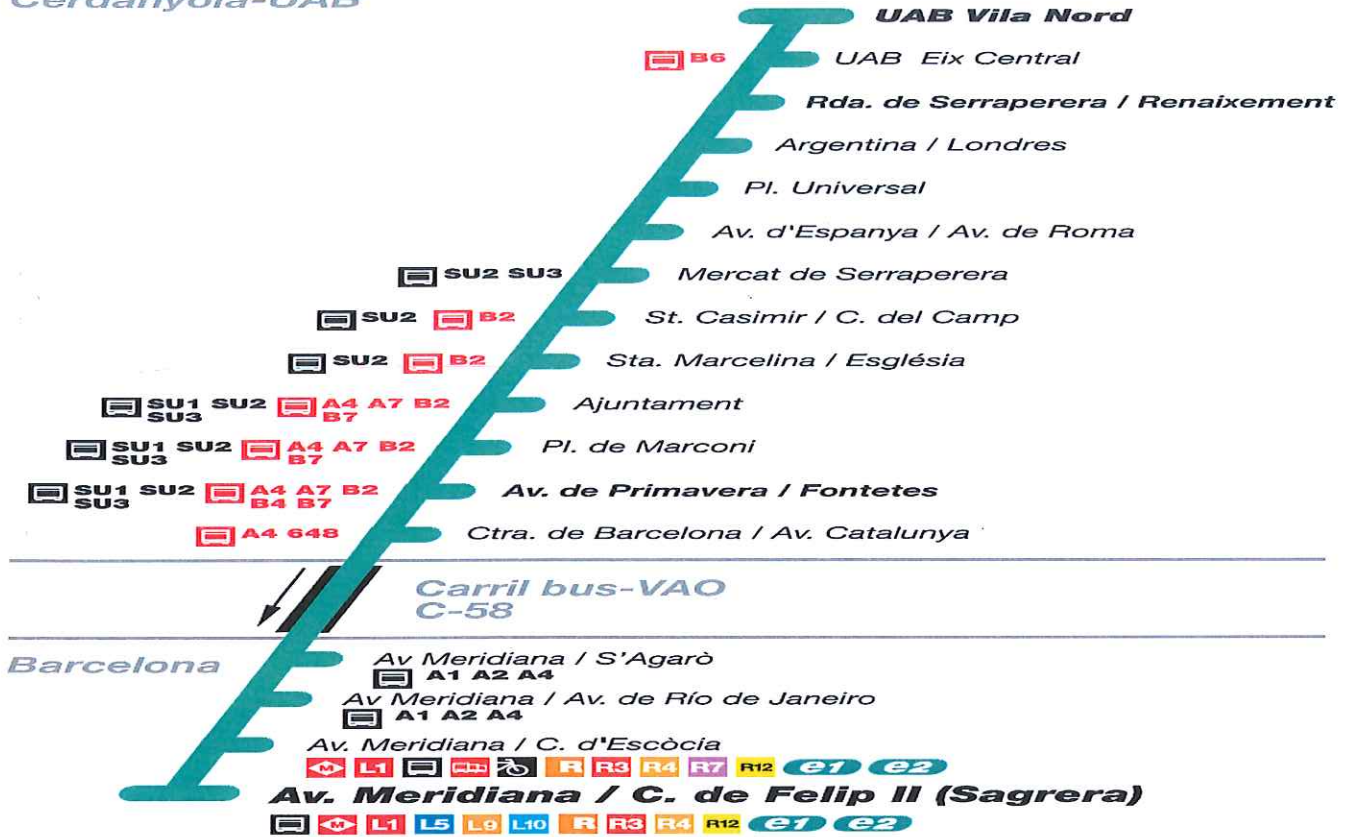 Cerdanyola-UAB
UAB Vila Nord
B6 UAB Eix Central
Rda. de Serraperera / Renaixement
Argentina / Londres
Pl. Universal
Av. d'Espanya / Av. de Roma
SU2 SU3 Mercat de Serraperera
SU2 B2 St. Casimir / C. del Camp
SU2 B2 Sta. Marcelina / Església
SU1 SU2 A4 A7 B2 Ajuntament
SU3 B7
SU1 SU2 A4 A7 B2 Pl. de Marconi
SU3 B7
SU1 SU2 A4 A7 B2 Av. de Primavera / Fontetes
SU3 B4 B7
A4 648 Ctra. de Barcelona / Av. Catalunya
Carril bus-VAO
C-58
Barcelona
Av Meridiana / S'Agarò
A1 A2 A4
Av Meridiana / Av. de Río de Janeiro
A1 A2 A4
Av. Meridiana / C. d'Escòcia
M L1 R R3 R4 R7 R12 e1 e2
Av. Meridiana / C. de Felip II (Sagrera)
M L1 L5 L9 L10 R R3 R4 R12 e1 e2